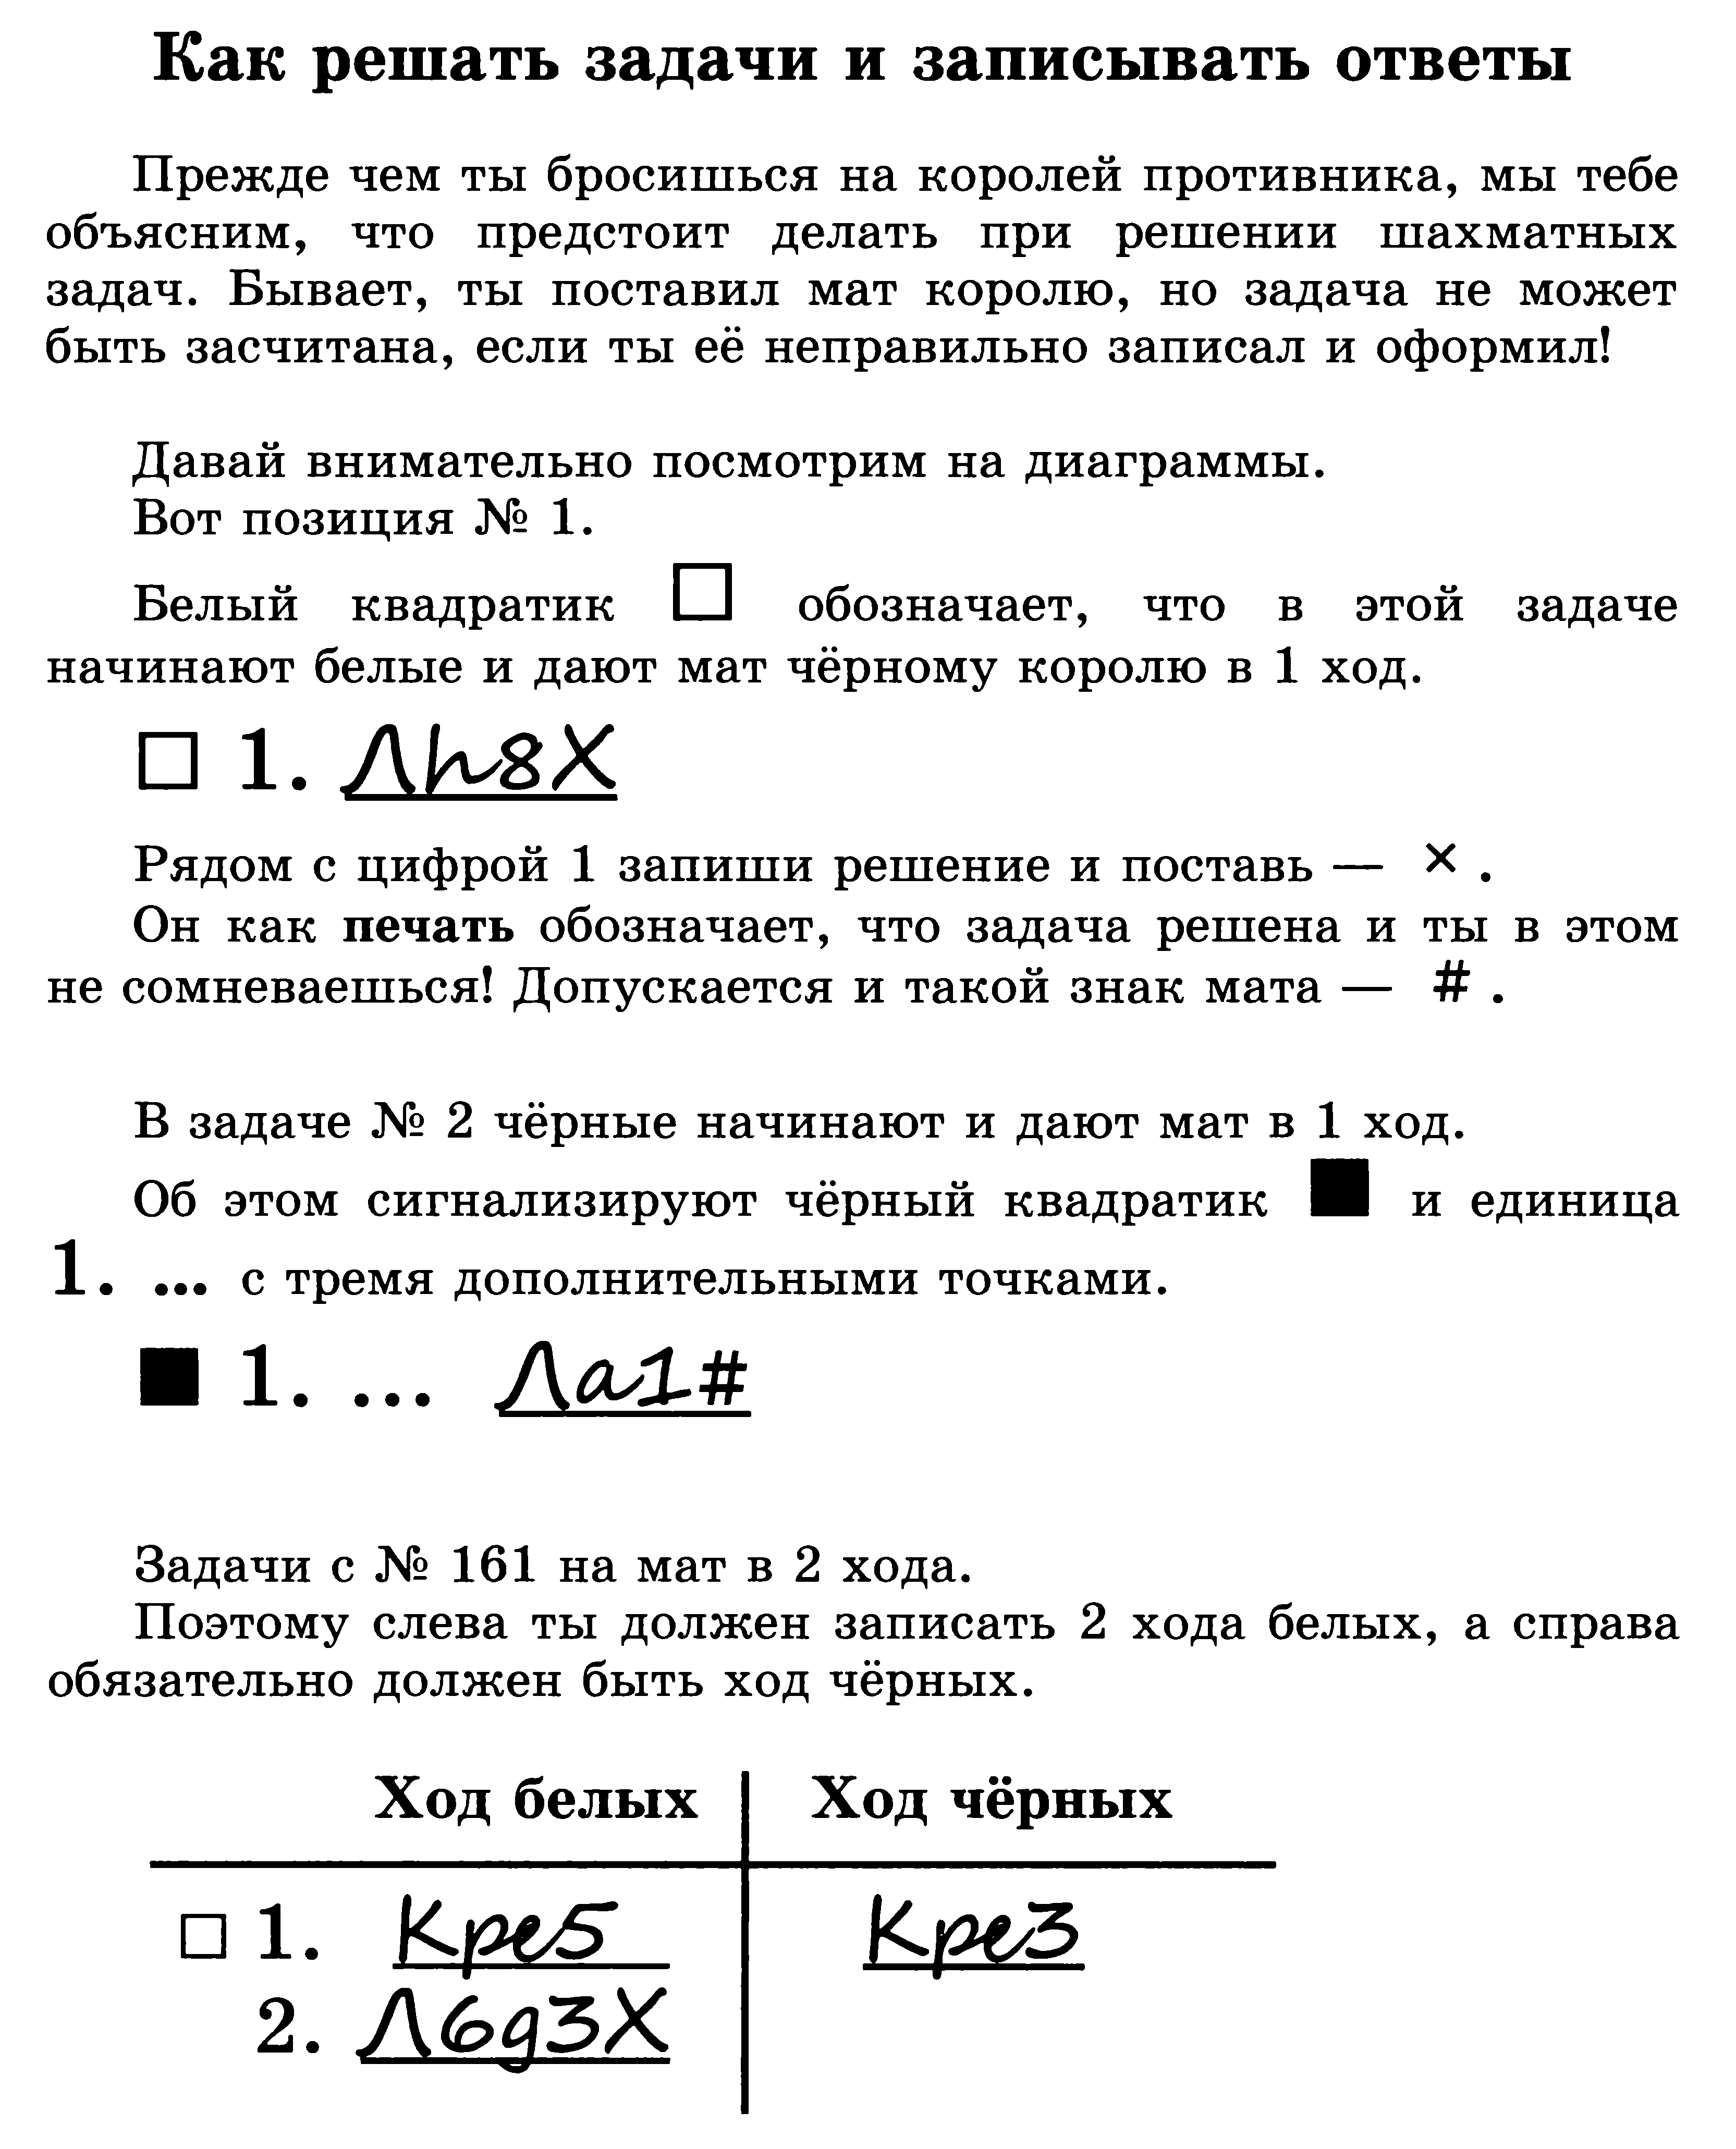 Как решать задачи и записывать ответы
Прежде чем ты бросишься на королей противника, мы тебе
объясним, что предстоит делать при решении шахматных
задач. Бывает, ты поставил мат королю, но задача не может
быть засчитана, если ты её неправильно записал и оформил!
Давай внимательно посмотрим на диаграммы.
Вот позиция № 1.
Белый квадратик □ обозначает, что в этой задаче
начинают белые и дают мат чёрному королю в 1 ход.
□ 1. Лh8X
Рядом с цифрой 1 запиши решение и поставь — × .
Он как печать обозначает, что задача решена и ты в этом
не сомневаешься! Допускается и такой знак мата — # .
В задаче № 2 чёрные начинают и дают мат в 1 ход.
Об этом сигнализируют чёрный квадратик ■ и единица
1. ... с тремя дополнительными точками.
■ 1. ... Ла1#
Задачи с № 161 на мат в 2 хода.
Поэтому слева ты должен записать 2 хода белых, а справа
обязательно должен быть ход чёрных.
Ход белых Ход чёрных
□ 1. Кре5 Кре3
2. Л6g3X